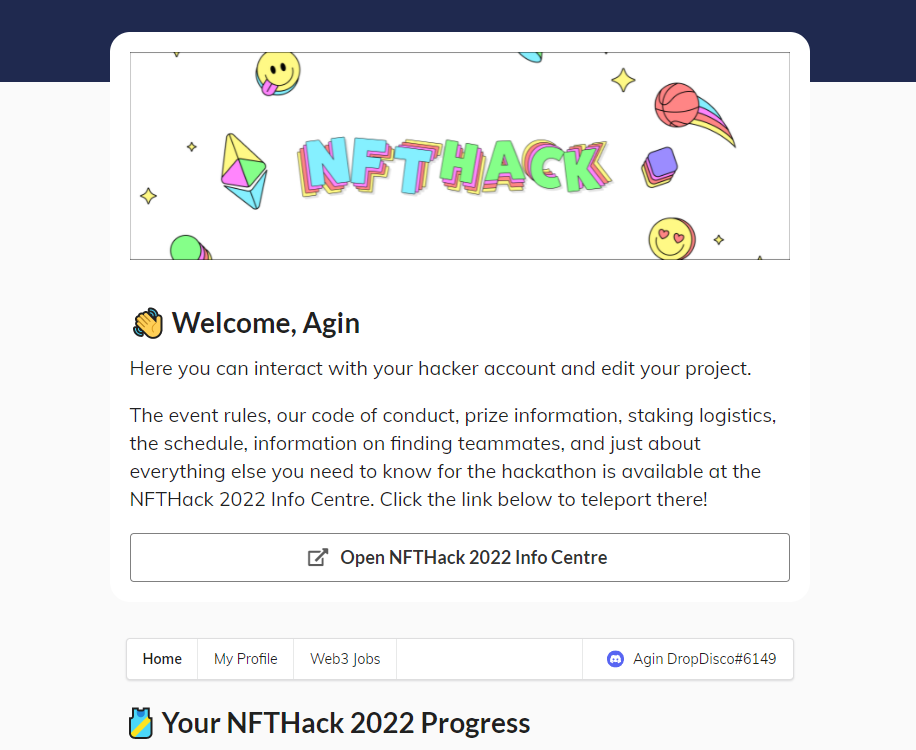 NFTHACK
Welcome, Agin
Here you can interact with your hacker account and edit your project.
The event rules, our code of conduct, prize information, staking logistics,
the schedule, information on finding teammates, and just about
everything else you need to know for the hackathon is available at the
NFTHack 2022 Info Centre. Click the link below to teleport there!
Open NFTHack 2022 Info Centre
Home My Profile Web3 Jobs Agin DropDisco#6149
Your NFTHack 2022 Progress